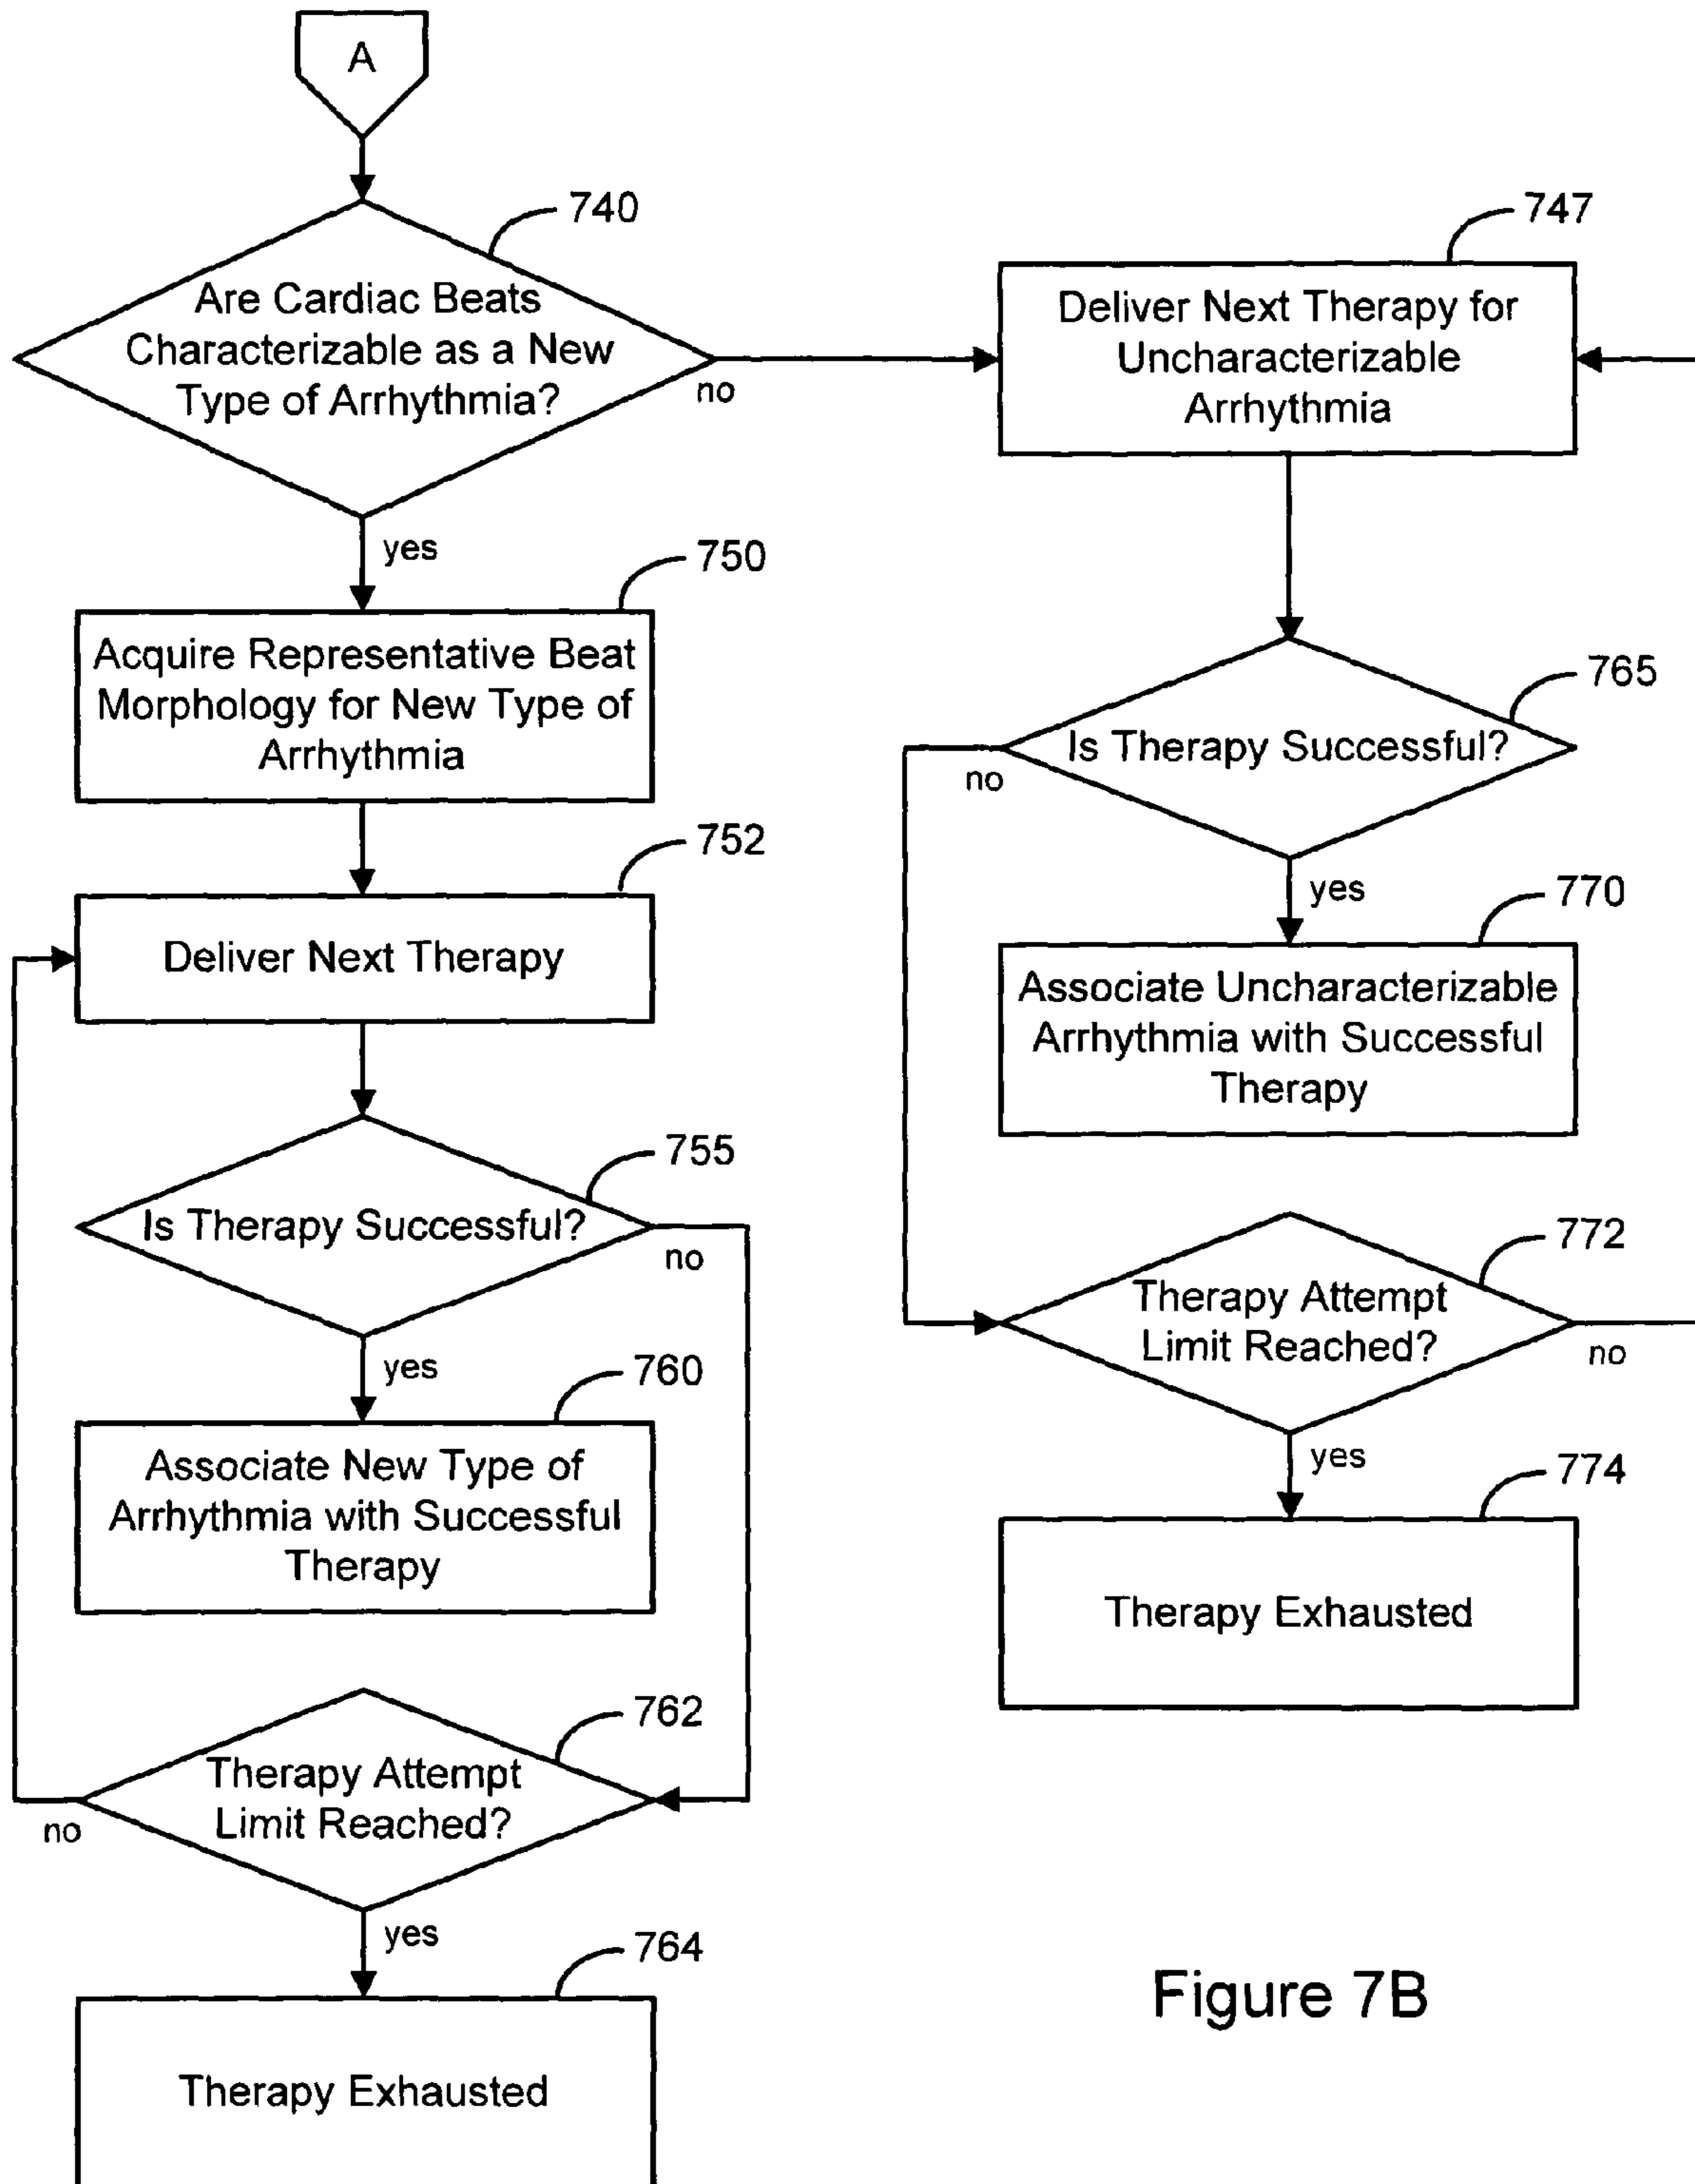 A
740
Are Cardiac Beats
Characterizable as a New
Type of Arrhythmia?
no
yes
750
Acquire Representative Beat
Morphology for New Type of
Arrhythmia
752
Deliver Next Therapy
755
Is Therapy Successful?
no
yes
760
Associate New Type of
Arrhythmia with Successful
Therapy
762
Therapy Attempt
Limit Reached?
no
yes
764
Therapy Exhausted
747
Deliver Next Therapy for
Uncharacterizable
Arrhythmia
765
Is Therapy Successful?
no
yes
770
Associate Uncharacterizable
Arrhythmia with Successful
Therapy
772
Therapy Attempt
Limit Reached?
no
yes
774
Therapy Exhausted
Figure 7B